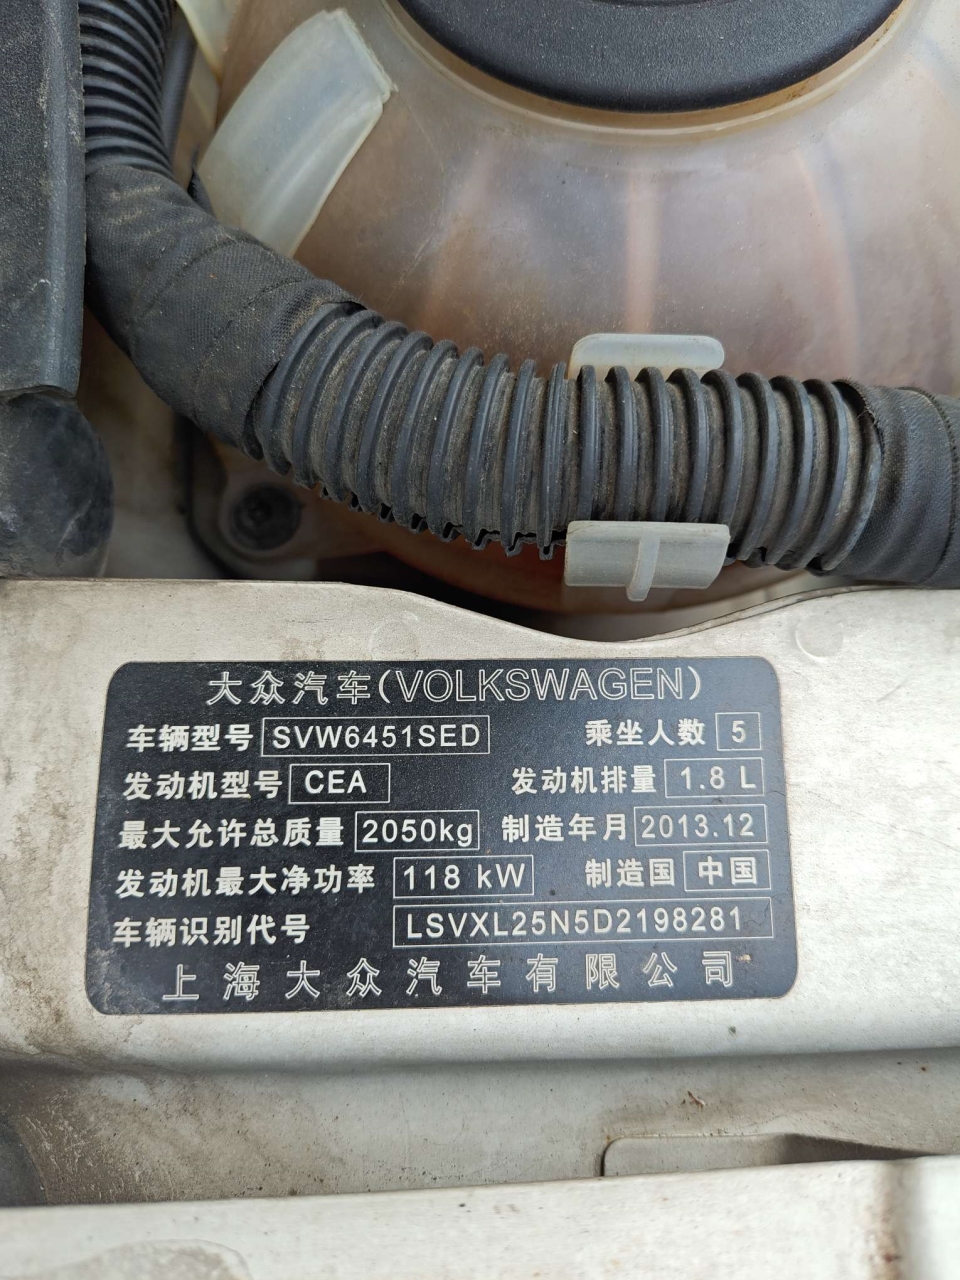 大众汽车(VOLKSWAGEN)
车辆型号 SVW6451SED 乘坐人数 5
发动机型号 CEA 发动机排量 1.8 L
最大允许总质量 2050kg 制造年月 2013.12
发动机最大净功率 118 kW 制造国 中国
车辆识别代号 LSVXL25N5D2198281
上海大众汽车有限公司